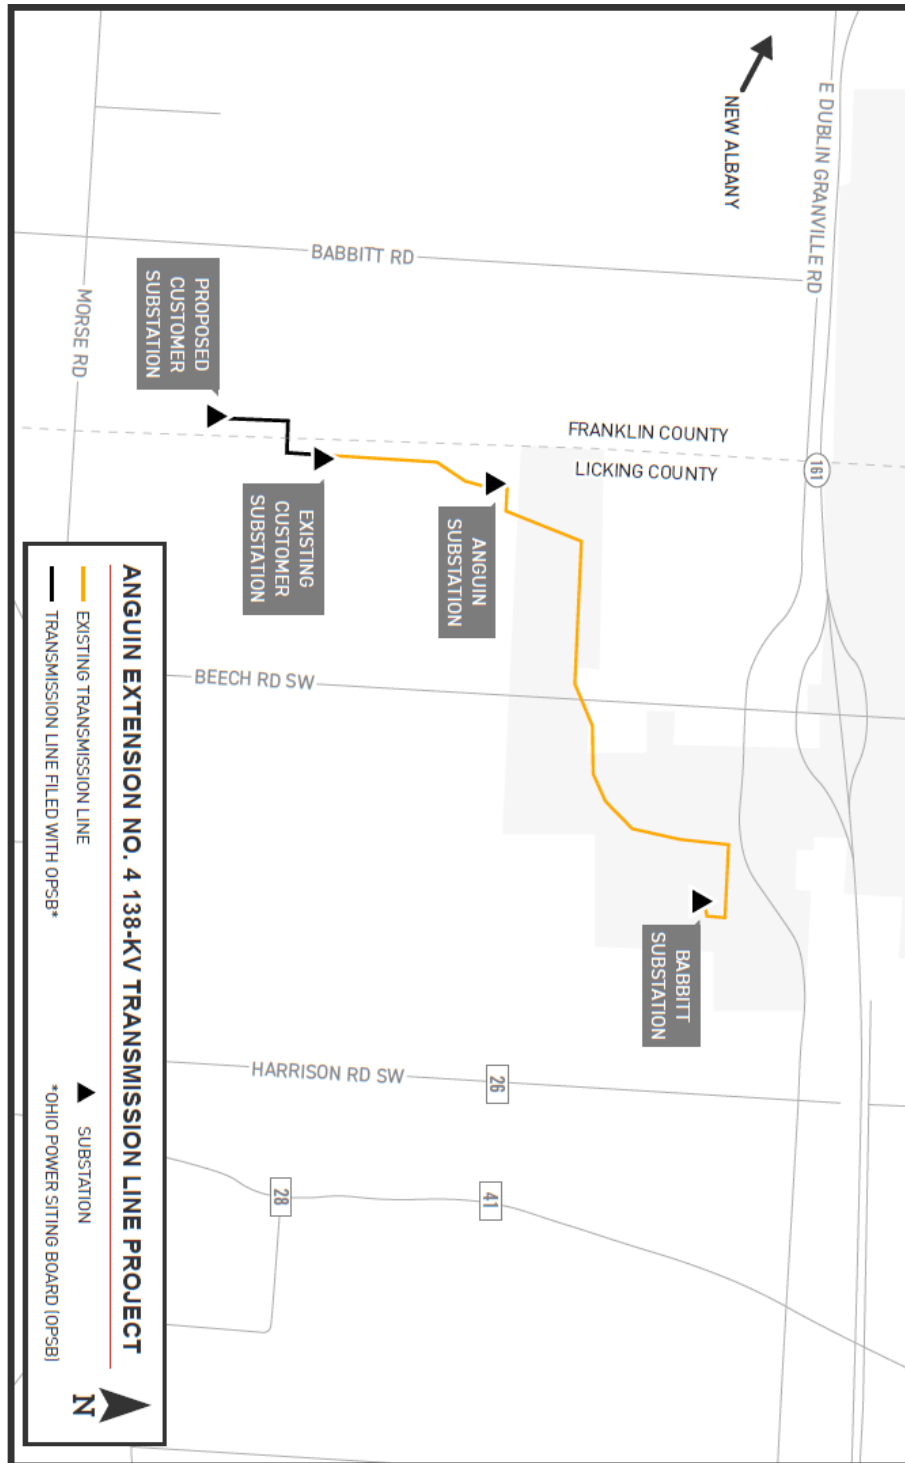 NEW ALBANY
E DUBLIN GRANVILLE RD
161
BABBITT RD
MORSE RD
FRANKLIN COUNTY
LICKING COUNTY
PROPOSED
CUSTOMER
SUBSTATION
EXISTING
CUSTOMER
SUBSTATION
ANGUIN
SUBSTATION
BEECH RD SW
BABBITT
SUBSTATION
HARRISON RD SW
26
41
28
ANGUIN EXTENSION NO. 4 138-KV TRANSMISSION LINE PROJECT
EXISTING TRANSMISSION LINE
TRANSMISSION LINE FILED WITH OPSB*
SUBSTATION
*OHIO POWER SITING BOARD (OPSB)
N